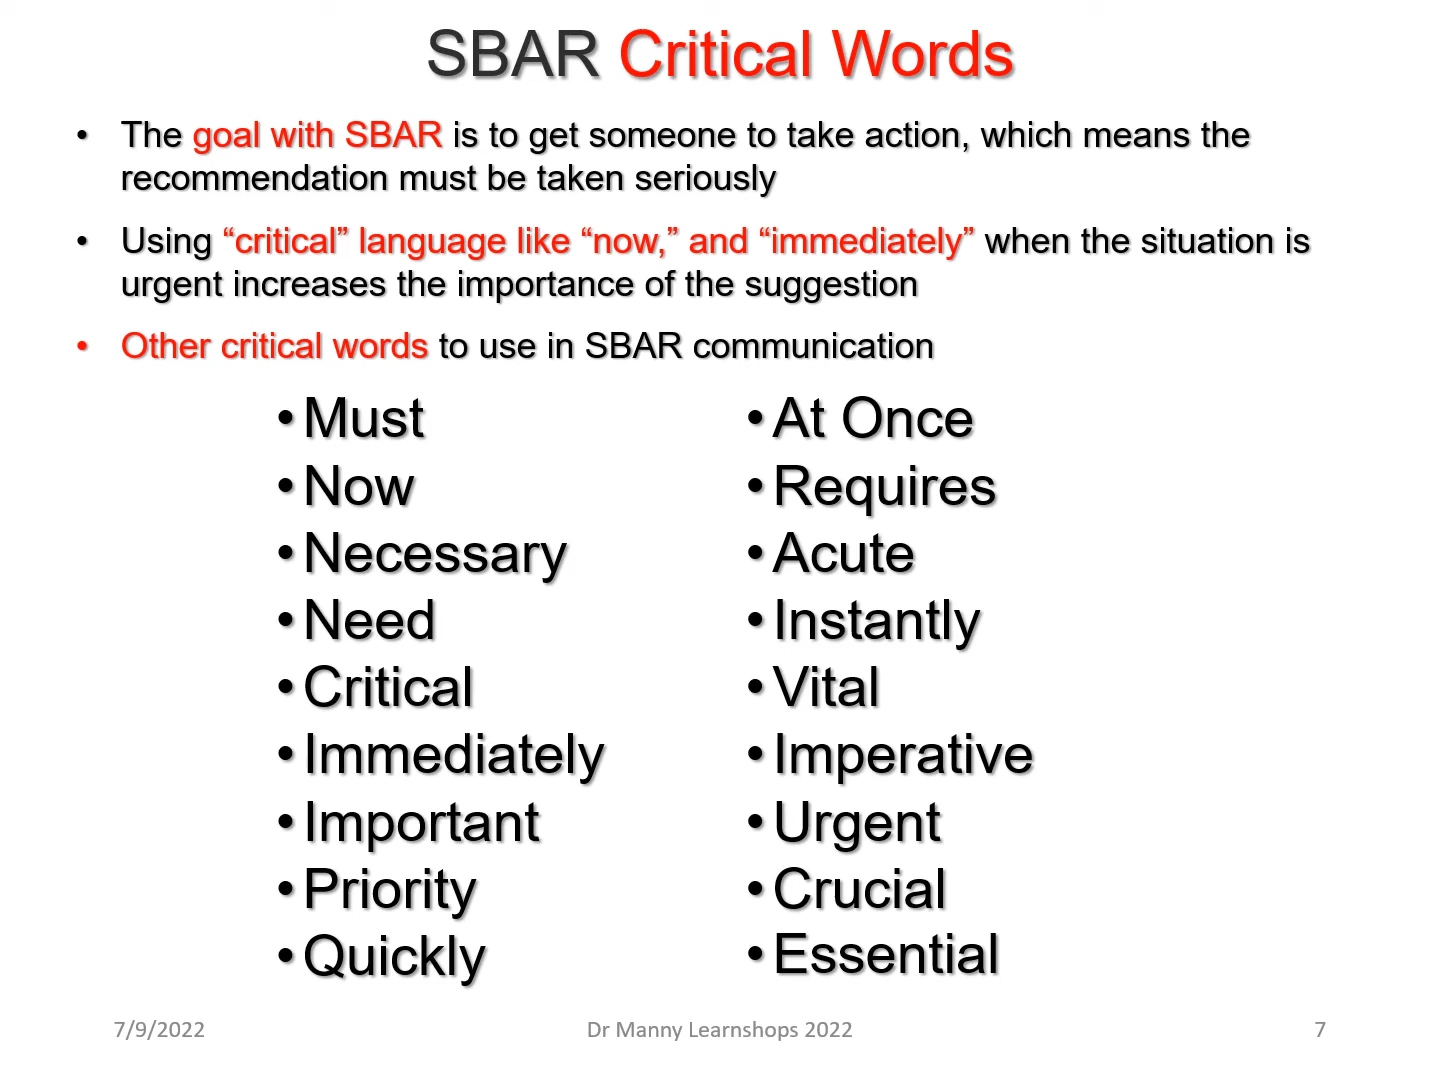 SBAR Critical Words
• The goal with SBAR is to get someone to take action, which means the
recommendation must be taken seriously
• Using “critical” language like “now,” and “immediately” when the situation is
urgent increases the importance of the suggestion
• Other critical words to use in SBAR communication
• Must
• Now
• Necessary
• Need
• Critical
• Immediately
• Important
• Priority
• Quickly
• At Once
• Requires
• Acute
• Instantly
• Vital
• Imperative
• Urgent
• Crucial
• Essential
7/9/2022
Dr Manny Learnshops 2022
7